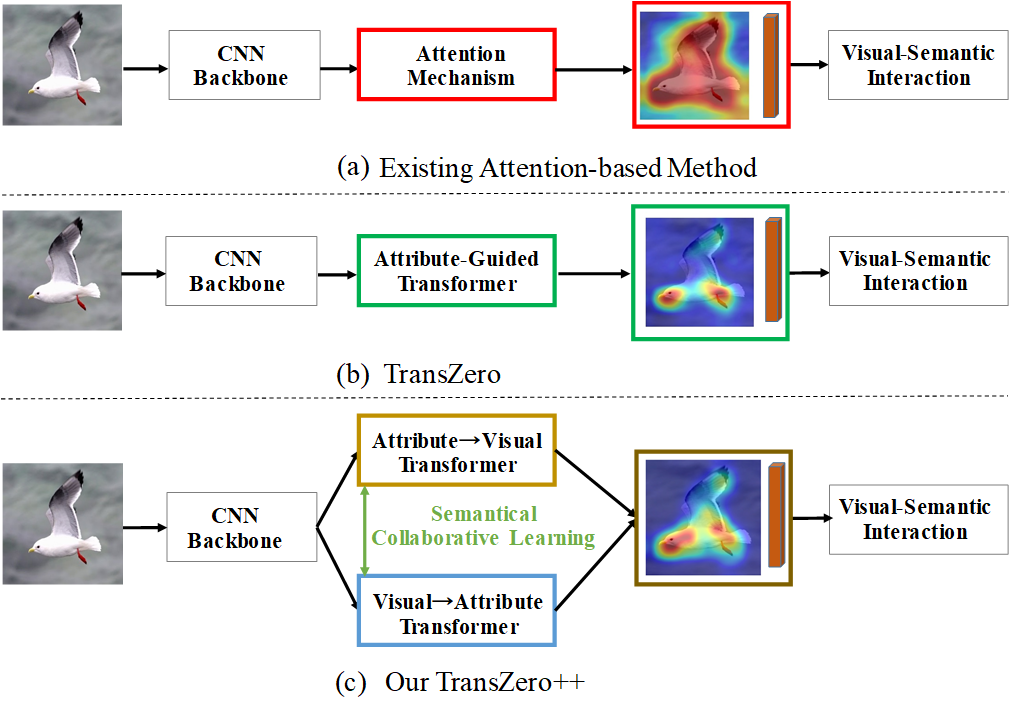 CNN
Backbone
Attention
Mechanism
Visual-Semantic
Interaction
(a) Existing Attention-based Method
CNN
Backbone
Attribute-Guided
Transformer
Visual-Semantic
Interaction
(b) TransZero
CNN
Backbone
Attribute→Visual
Transformer
Semantical
Collaborative Learning
Visual→Attribute
Transformer
Visual-Semantic
Interaction
(c) Our TransZero++